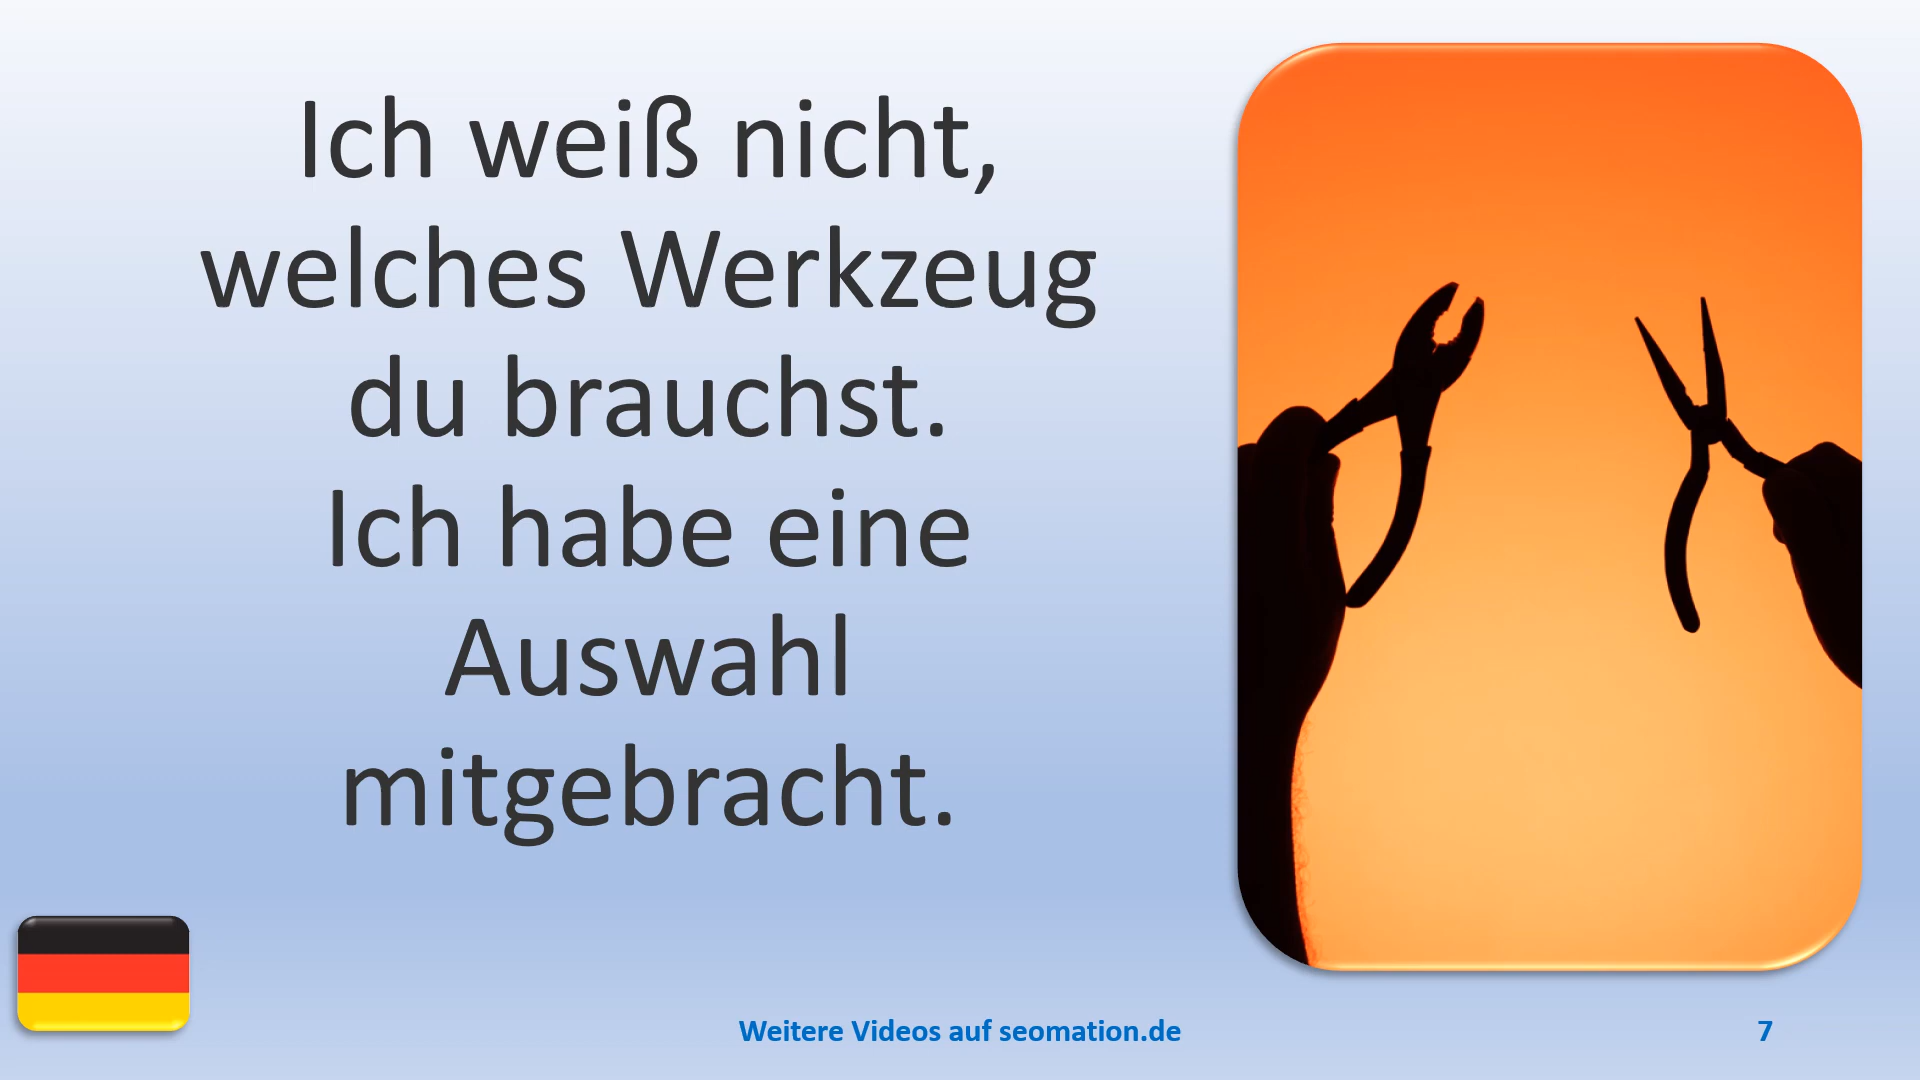 Ich weiß nicht,
welches Werkzeug
du brauchst.
Ich habe eine
Auswahl
mitgebracht.
Weitere Videos auf seomation.de
7